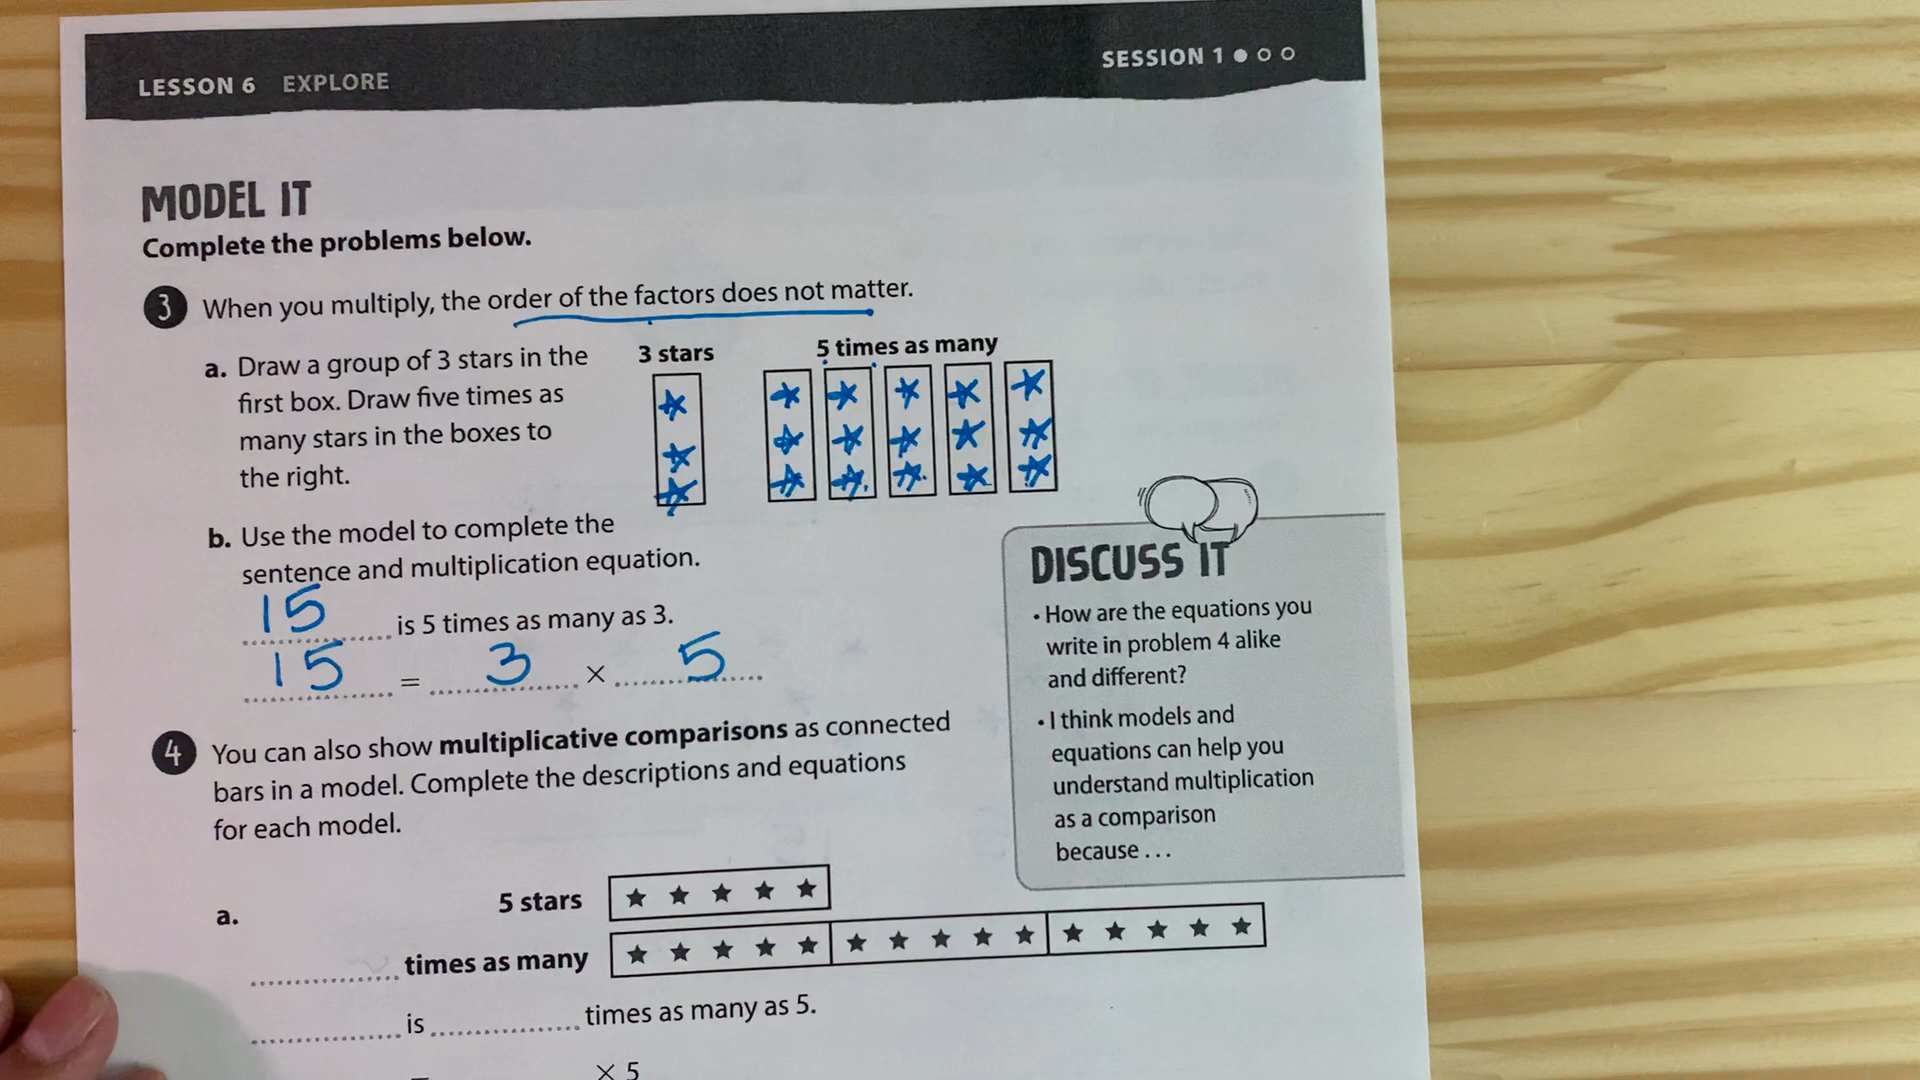 LESSON 6 EXPLORE
SESSION 1
MODEL IT
Complete the problems below.
3 When you multiply, the order of the factors does not matter.
a. Draw a group of 3 stars in the
first box. Draw five times as
many stars in the boxes to
the right.
3 stars
5 times as many
b. Use the model to complete the
sentence and multiplication equation.
15 is 5 times as many as 3.
15 = 3 × 5
DISCUSS IT
• How are the equations you
write in problem 4 alike
and different?
• I think models and
equations can help you
understand multiplication
as a comparison
because . . .
4 You can also show multiplicative comparisons as connected
bars in a model. Complete the descriptions and equations
for each model.
a.
5 stars
times as many
is times as many as 5.
× 5